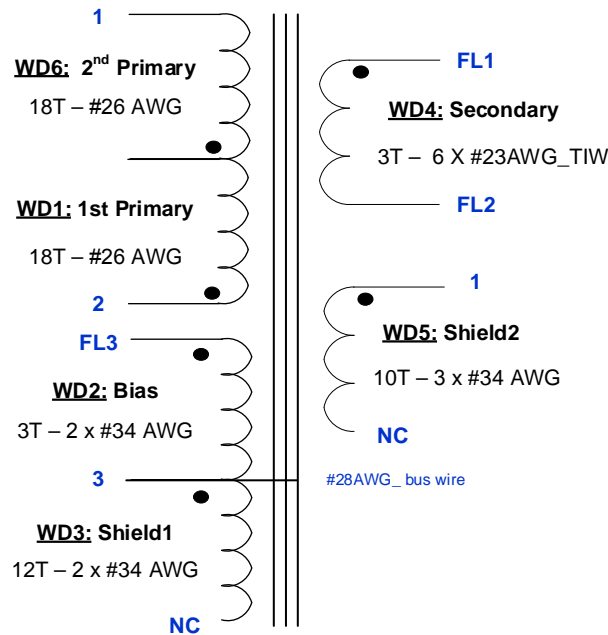 1
WD6: 2nd Primary
18T – #26 AWG
WD1: 1st Primary
18T – #26 AWG
2
FL3
WD2: Bias
3T – 2 x #34 AWG
3
WD3: Shield1
12T – 2 x #34 AWG
NC
FL1
WD4: Secondary
3T – 6 X #23AWG_TIW
FL2
1
WD5: Shield2
10T – 3 x #34 AWG
NC
#28AWG_ bus wire